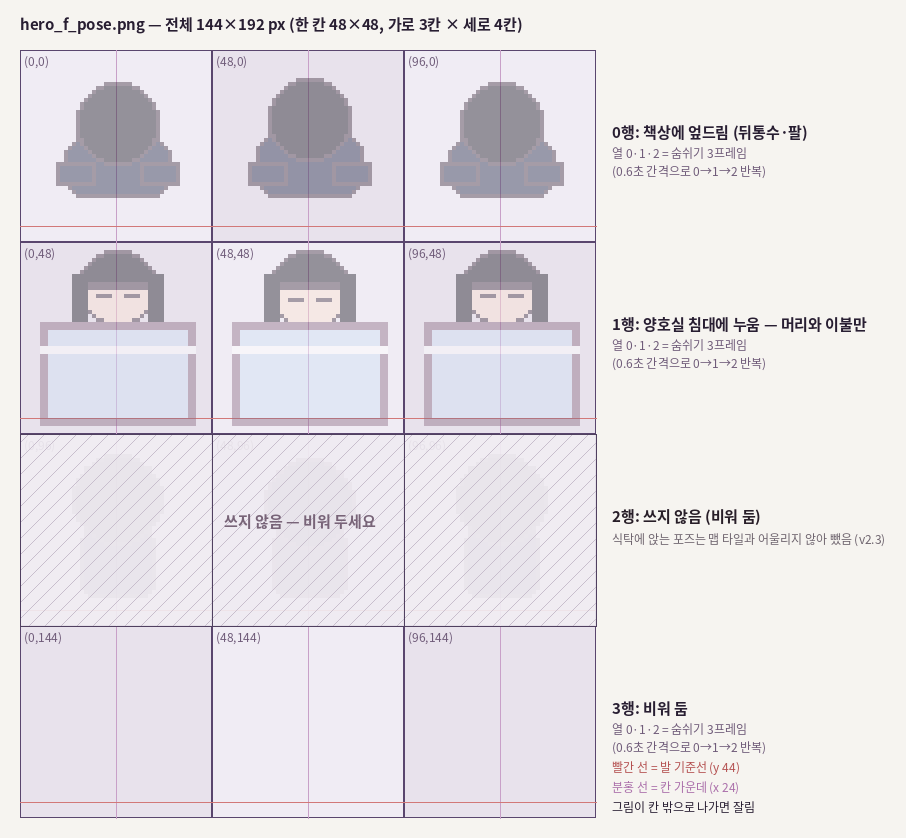 hero_f_pose.png — 전체 144×192 px (한 칸 48×48, 가로 3칸 × 세로 4칸)
(0,0)
(48,0)
(96,0)
0행: 책상에 엎드림 (뒤통수·팔)
열 0·1·2 = 숨쉬기 3프레임
(0.6초 간격으로 0→1→2 반복)
(0,48)
(48,48)
(96,48)
1행: 양호실 침대에 누움 — 머리와 이불만
열 0·1·2 = 숨쉬기 3프레임
(0.6초 간격으로 0→1→2 반복)
쓰지 않음 — 비워 두세요
2행: 쓰지 않음 (비워 둠)
식탁에 앉는 포즈는 맵 타일과 어울리지 않아 뺐음 (v2.3)
(0,144)
(48,144)
(96,144)
3행: 비워 둠
열 0·1·2 = 숨쉬기 3프레임
(0.6초 간격으로 0→1→2 반복)
빨간 선 = 발 기준선 (y 44)
분홍 선 = 칸 가운데 (x 24)
그림이 칸 밖으로 나가면 잘림